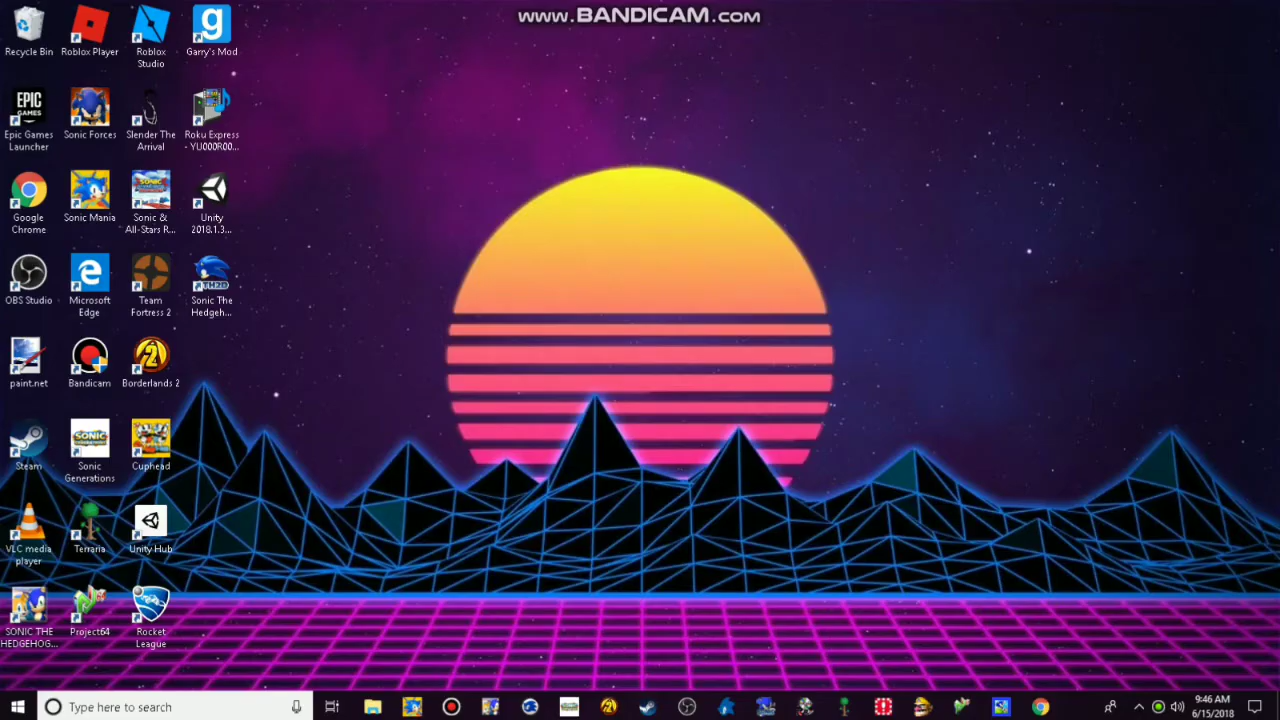 www.BANDICAM.com
Recycle Bin
Roblox Player
Roblox
Studio
Garry's Mod
EPIC
GAMES
Epic Games
Launcher
Sonic Forces
Slender The
Arrival
Roku Express
- YU000R00...
Google
Chrome
Sonic Mania
Sonic &
All-Stars R...
Unity
2018.1.3...
OBS Studio
Microsoft
Edge
Team
Fortress 2
Sonic The
Hedgeh...
paint.net
Bandicam
Borderlands 2
Steam
SONIC
Sonic
Generations
Cuphead
VLC media
player
Terraria
Unity Hub
SONIC THE
HEDGEHOG...
Project64
Rocket
League
Type here to search
9:46 AM
6/15/2018